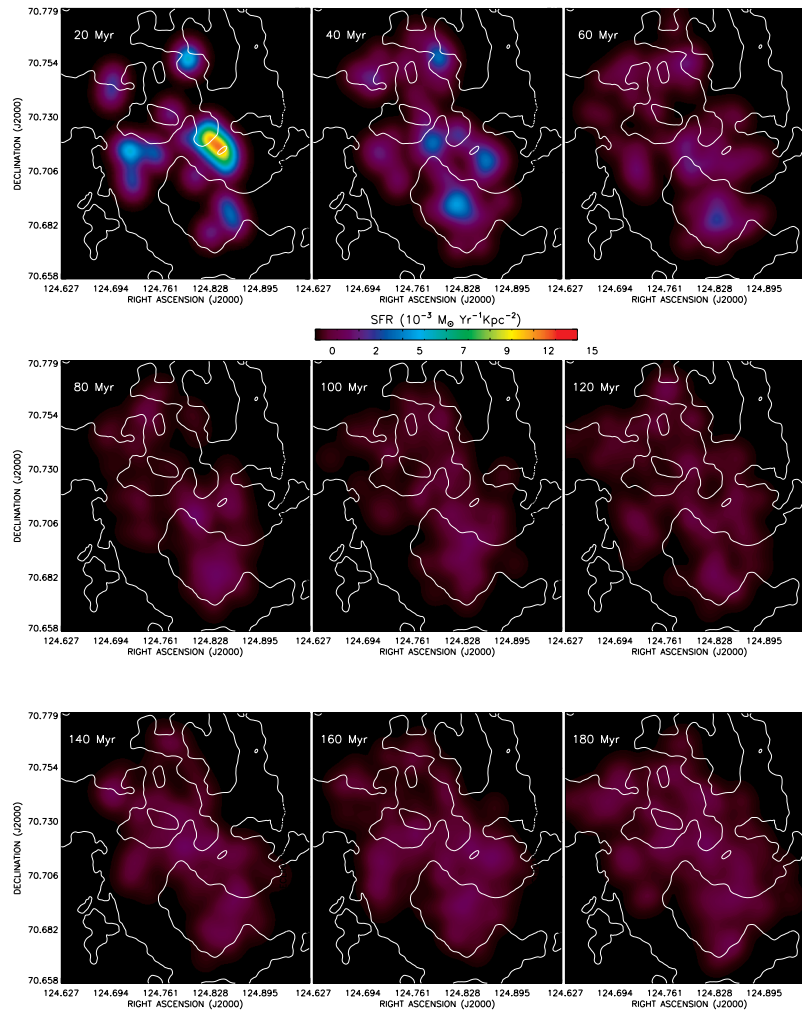 70.779
20 Myr
40 Myr
60 Myr
70.754
70.730
70.706
70.682
70.658
DECLINATION (J2000)
124.627 124.694 124.761 124.828 124.895
124.627 124.694 124.761 124.828 124.895
124.627 124.694 124.761 124.828 124.895
RIGHT ASCENSION (J2000)
RIGHT ASCENSION (J2000)
RIGHT ASCENSION (J2000)
SFR (10⁻³ M⊙ Yr⁻¹Kpc⁻²)
0 2 5 7 9 12 15
70.779
80 Myr
100 Myr
120 Myr
70.754
70.730
70.706
70.682
70.658
DECLINATION (J2000)
124.627 124.694 124.761 124.828 124.895
124.627 124.694 124.761 124.828 124.895
124.627 124.694 124.761 124.828 124.895
RIGHT ASCENSION (J2000)
RIGHT ASCENSION (J2000)
RIGHT ASCENSION (J2000)
70.779
140 Myr
160 Myr
180 Myr
70.754
70.730
70.706
70.682
70.658
DECLINATION (J2000)
124.627 124.694 124.761 124.828 124.895
124.627 124.694 124.761 124.828 124.895
124.627 124.694 124.761 124.828 124.895
RIGHT ASCENSION (J2000)
RIGHT ASCENSION (J2000)
RIGHT ASCENSION (J2000)